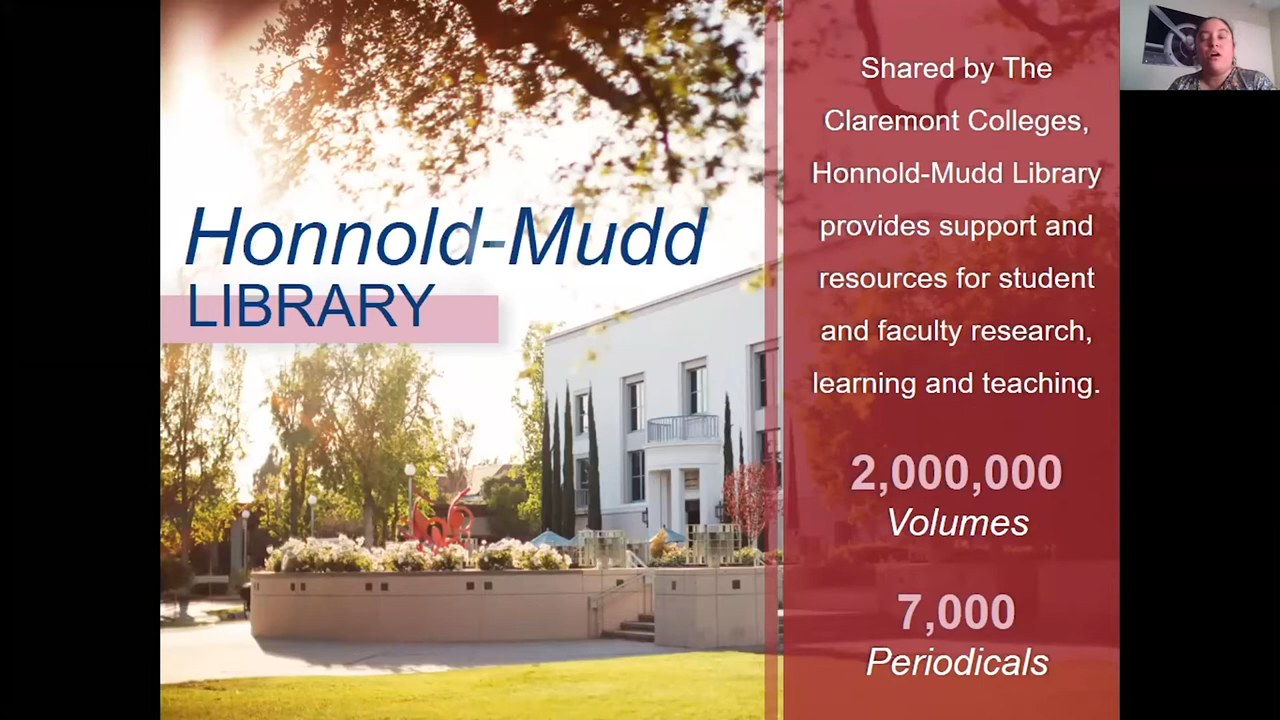 Honnold-Mudd
LIBRARY
Shared by The
Claremont Colleges,
Honnold-Mudd Library
provides support and
resources for student
and faculty research,
learning and teaching.
2,000,000
Volumes
7,000
Periodicals